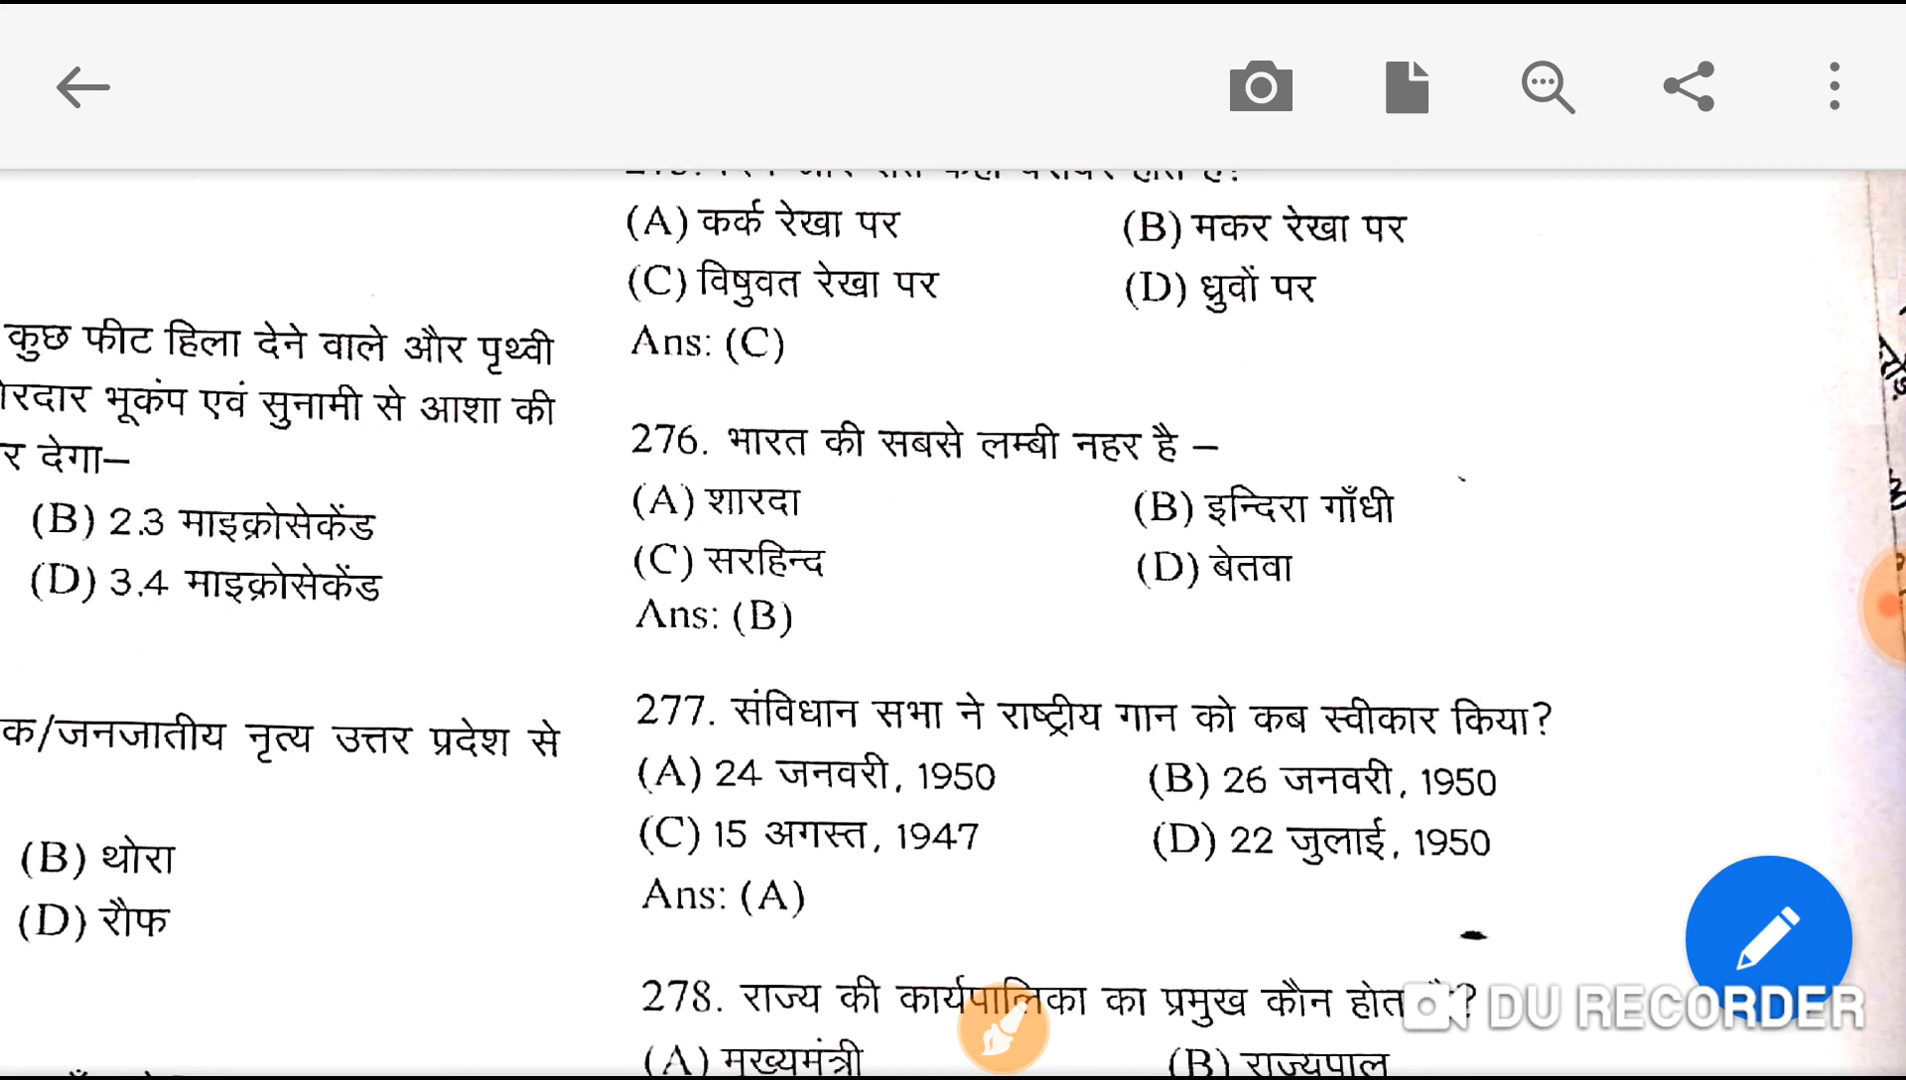 कुछ फीट हिला देने वाले और पृथ्वी
भूकंप एवं सुनामी से आशा की
र देगा–
(B) 2.3 माइक्रोसेकेंड
(D) 3.4 माइक्रोसेकेंड
क/जनजातीय नृत्य उत्तर प्रदेश से
(B) थोरा
(D) रौफ
(A) कर्क रेखा पर (B) मकर रेखा पर
(C) विषुवत रेखा पर (D) ध्रुवों पर
Ans: (C)
276. भारत की सबसे लम्बी नहर है –
(A) शारदा (B) इन्दिरा गाँधी
(C) सरहिन्द (D) बेतवा
Ans: (B)
277. संविधान सभा ने राष्ट्रीय गान को कब स्वीकार किया?
(A) 24 जनवरी, 1950 (B) 26 जनवरी, 1950
(C) 15 अगस्त, 1947 (D) 22 जुलाई, 1950
Ans: (A)
278. राज्य की कार्यपालिका का प्रमुख कौन
(A) मुख्यमंत्री (B) राज्यपाल
DU RECORDER